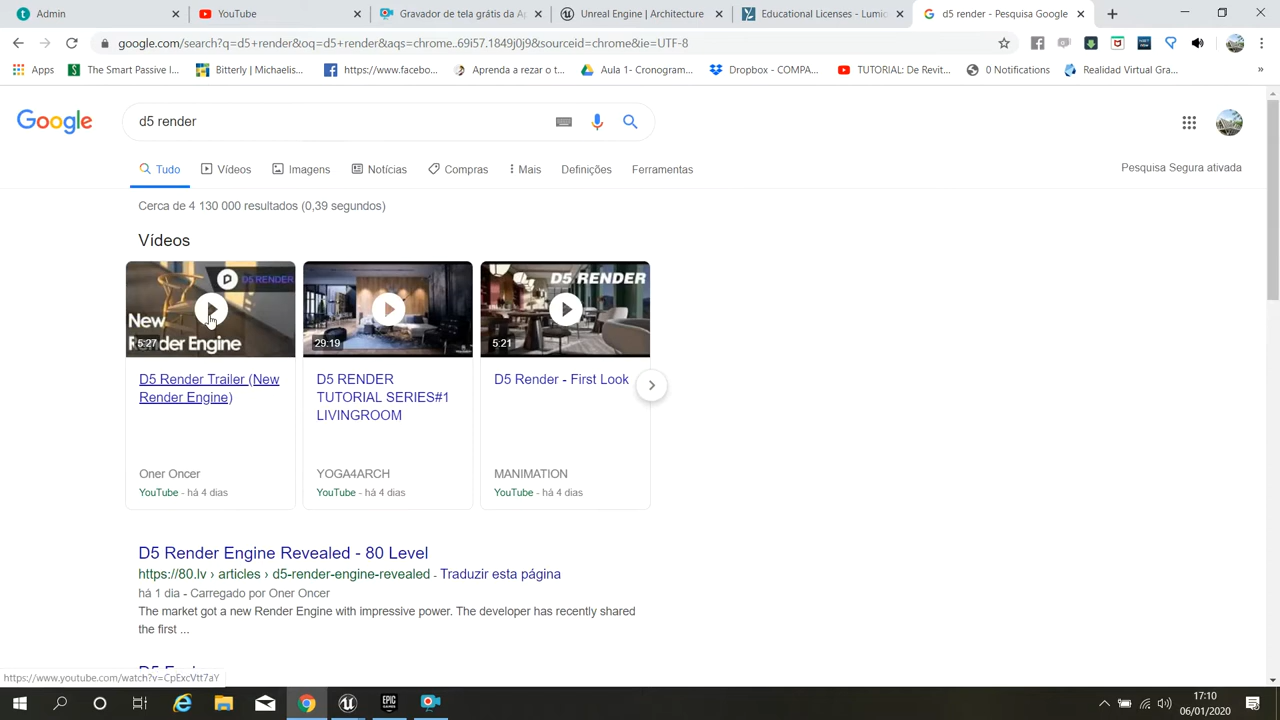 Admin
YouTube
Gravador de tela grátis da Ap
Unreal Engine | Architecture
Educational Licenses - Lumio
d5 render - Pesquisa Google
google.com/search?q=d5+render&oq=d5+render&aqs=chrome..69i57.1849j0j9&sourceid=chrome&ie=UTF-8
Apps
The Smart Passive I...
Bitterly | Michaelis...
https://www.facebo...
Aprenda a rezar o t...
Aula 1- Cronogram...
Dropbox - COMPA...
TUTORIAL: De Revit...
0 Notifications
Realidad Virtual Gra...
»
Google
d5 render
Tudo
Vídeos
Imagens
Notícias
Compras
Mais
Definições
Ferramentas
Pesquisa Segura ativada
Cerca de 4 130 000 resultados (0,39 segundos)
Vídeos
D5 RENDER
New
Render Engine
5:27
29:19
D5 RENDER
5:21
D5 Render Trailer (New
Render Engine)
D5 RENDER
TUTORIAL SERIES#1
LIVINGROOM
D5 Render - First Look
Oner Oncer
YOGA4ARCH
MANIMATION
YouTube - há 4 dias
YouTube - há 4 dias
YouTube - há 4 dias
D5 Render Engine Revealed - 80 Level
https://80.lv › articles › d5-render-engine-revealed - Traduzir esta página
há 1 dia - Carregado por Oner Oncer
The market got a new Render Engine with impressive power. The developer has recently shared
the first ...
https://www.youtube.com/watch?v=CpExcVtt7aY
EPIC
GAMES
17:10
06/01/2020